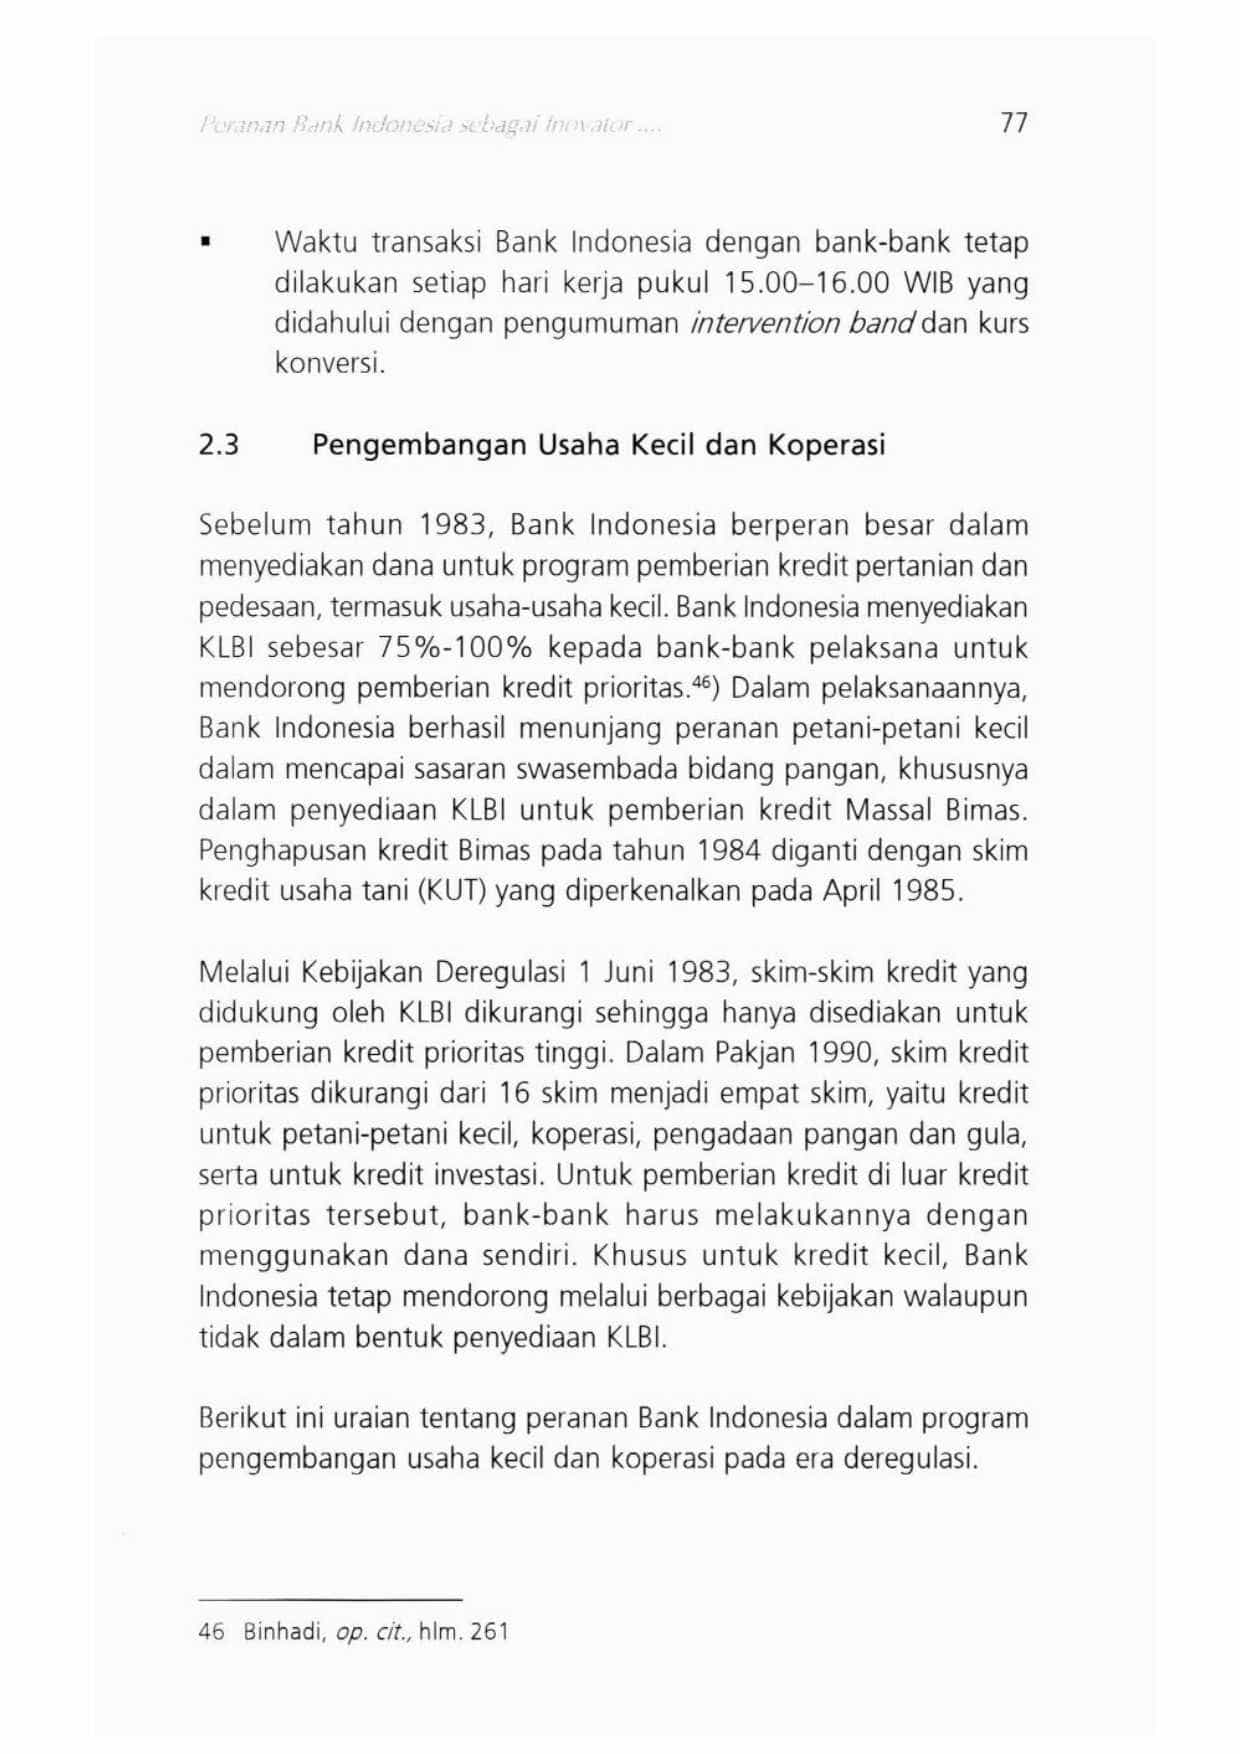 Peranan Bank Indonesia sebagai Inovator ....
77
▪ Waktu transaksi Bank Indonesia dengan bank-bank tetap
dilakukan setiap hari kerja pukul 15.00–16.00 WIB yang
didahului dengan pengumuman intervention band dan kurs
konversi.
2.3 Pengembangan Usaha Kecil dan Koperasi
Sebelum tahun 1983, Bank Indonesia berperan besar dalam
menyediakan dana untuk program pemberian kredit pertanian dan
pedesaan, termasuk usaha-usaha kecil. Bank Indonesia menyediakan
KLBI sebesar 75%-100% kepada bank-bank pelaksana untuk
mendorong pemberian kredit prioritas.⁴⁶) Dalam pelaksanaannya,
Bank Indonesia berhasil menunjang peranan petani-petani kecil
dalam mencapai sasaran swasembada bidang pangan, khususnya
dalam penyediaan KLBI untuk pemberian kredit Massal Bimas.
Penghapusan kredit Bimas pada tahun 1984 diganti dengan skim
kredit usaha tani (KUT) yang diperkenalkan pada April 1985.
Melalui Kebijakan Deregulasi 1 Juni 1983, skim-skim kredit yang
didukung oleh KLBI dikurangi sehingga hanya disediakan untuk
pemberian kredit prioritas tinggi. Dalam Pakjan 1990, skim kredit
prioritas dikurangi dari 16 skim menjadi empat skim, yaitu kredit
untuk petani-petani kecil, koperasi, pengadaan pangan dan gula,
serta untuk kredit investasi. Untuk pemberian kredit di luar kredit
prioritas tersebut, bank-bank harus melakukannya dengan
menggunakan dana sendiri. Khusus untuk kredit kecil, Bank
Indonesia tetap mendorong melalui berbagai kebijakan walaupun
tidak dalam bentuk penyediaan KLBI.
Berikut ini uraian tentang peranan Bank Indonesia dalam program
pengembangan usaha kecil dan koperasi pada era deregulasi.
46 Binhadi, op. cit., hlm. 261